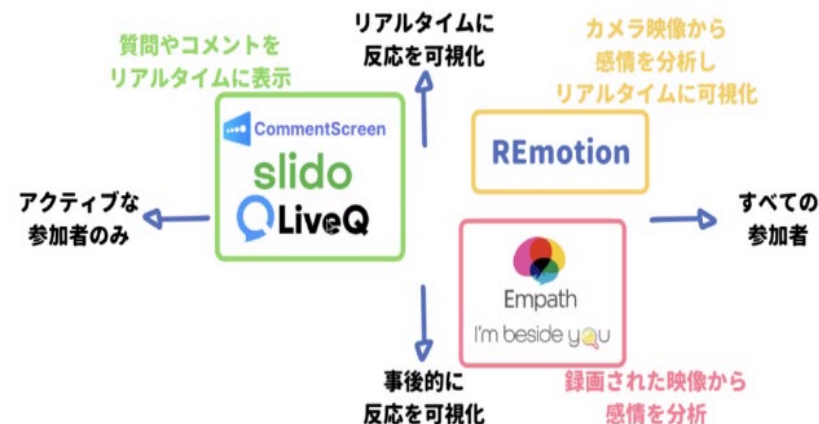 リアルタイムに
反応を可視化
質問やコメントを
リアルタイムに表示
カメラ映像から
感情を分析し
リアルタイムに可視化
CommentScreen
slido
LiveQ
REmotion
アクティブな
参加者のみ
すべての
参加者
Empath
I'm beside you
事後的に
反応を可視化
録画された映像から
感情を分析